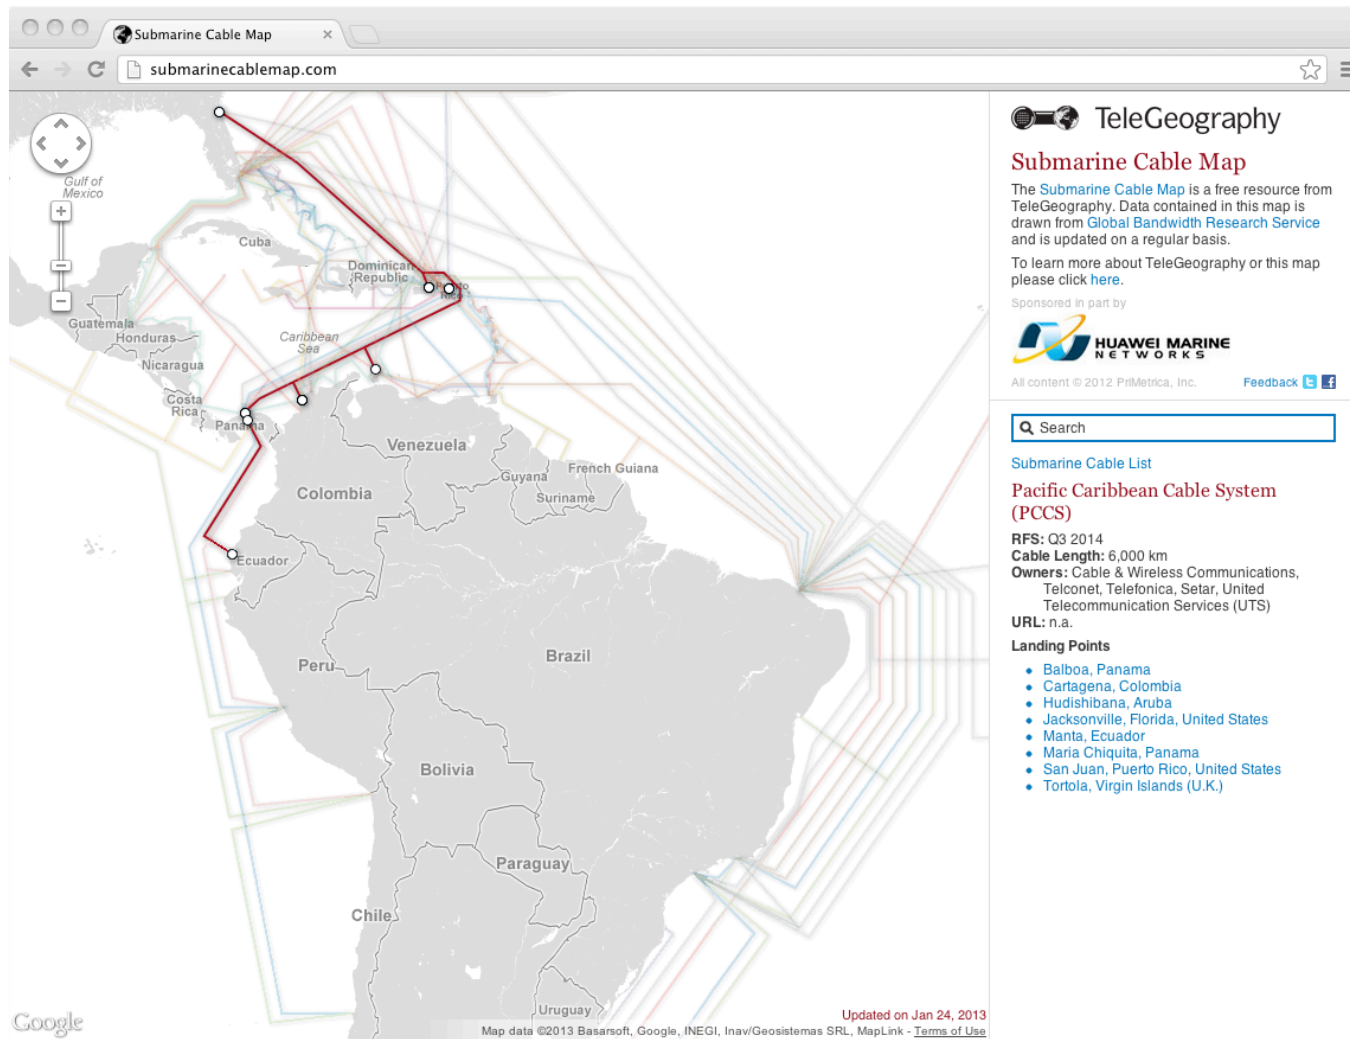 Submarine Cable Map
submarinecablemap.com
Gulf of
Mexico
Cuba
Dominican
Republic
Puerto
Rico
Guatemala
Honduras
Caribbean
Sea
Nicaragua
Costa
Rica
Panama
Venezuela
Guyana
French Guiana
Suriname
Colombia
Ecuador
Peru
Brazil
Bolivia
Paraguay
Chile
Uruguay
Google
Updated on Jan 24, 2013
Map data ©2013 Basarsoft, Google, INEGI, Inav/Geosistemas SRL, MapLink - Terms of Use
TeleGeography
Submarine Cable Map
The Submarine Cable Map is a free resource from
TeleGeography. Data contained in this map is
drawn from Global Bandwidth Research Service
and is updated on a regular basis.
To learn more about TeleGeography or this map
please click here.
Sponsored in part by
HUAWEI MARINE
NETWORKS
All content © 2012 PriMetrica, Inc. Feedback
Search
Submarine Cable List
Pacific Caribbean Cable System
(PCCS)
RFS: Q3 2014
Cable Length: 6,000 km
Owners: Cable & Wireless Communications,
Telconet, Telefonica, Setar, United
Telecommunication Services (UTS)
URL: n.a.
Landing Points
Balboa, Panama
Cartagena, Colombia
Hudishibana, Aruba
Jacksonville, Florida, United States
Manta, Ecuador
Maria Chiquita, Panama
San Juan, Puerto Rico, United States
Tortola, Virgin Islands (U.K.)